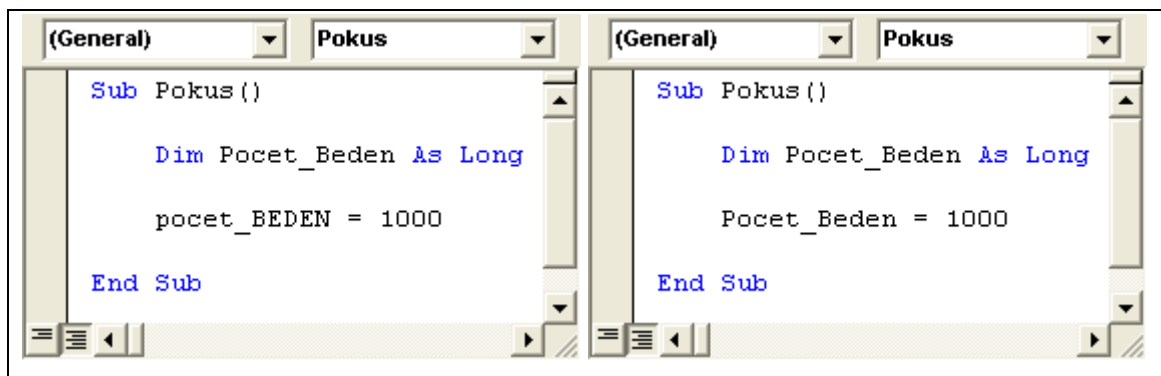 (General) Pokus
Sub Pokus()
Dim Pocet_Beden As Long
pocet_BEDEN = 1000
End Sub
(General) Pokus
Sub Pokus()
Dim Pocet_Beden As Long
Pocet_Beden = 1000
End Sub